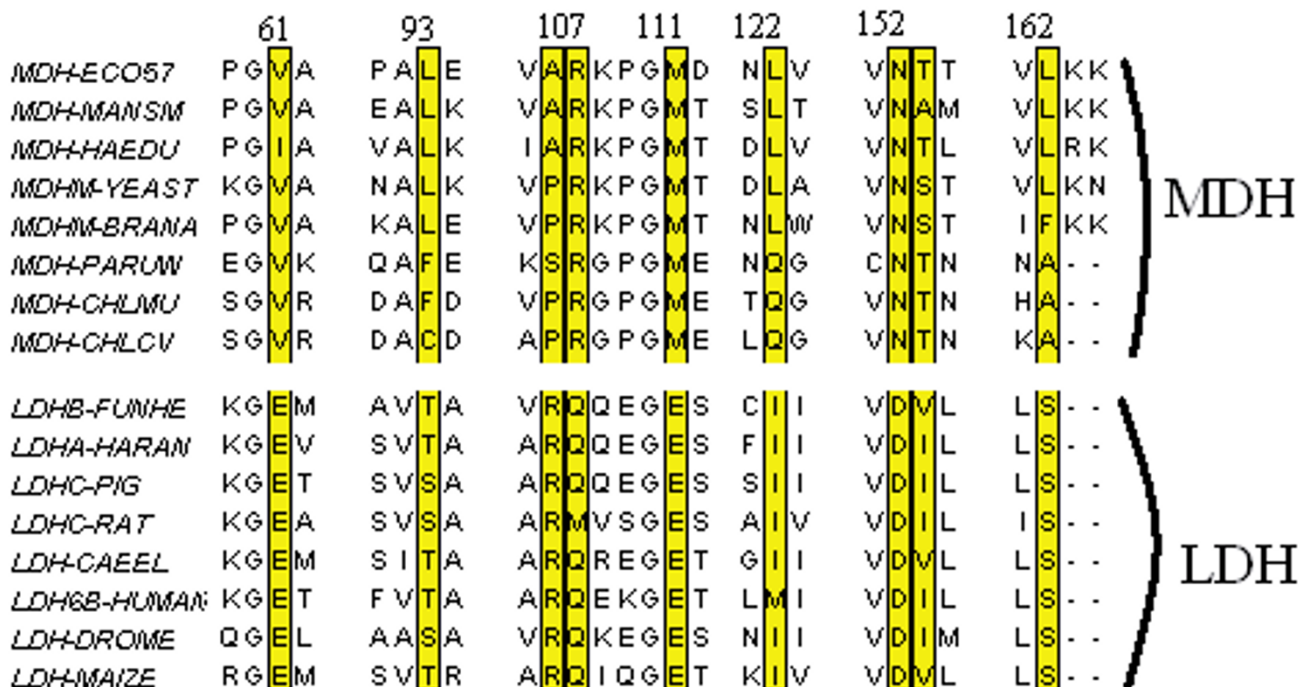 61 93 107 111 122 152 162
MDH-ECO57 PGVA PALE VARKPGMD NLV VNTT VLKK
MDH-MANSM PGVA EALK VARKPGMT SLT VNAM VLKK
MDH-HAEDU PGIA VALK IARKPGMT DLV VNTL VLRK
MDHM-YEAST KGVA NALK VPRKPGMT DLA VNST VLKN
MDHM-BRANA PGVA KALE VPRKPGMT NLW VNST IFKK
MDH-PARUW EGVK QAFE KSRGPGME NQG CNTN NA--
MDH-CHLMU SGVR DAFD VPRGPGME TQG VNTN HA--
MDH-CHLCV SGVR DACD APRGPGME LQG VNTN KA--
MDH
LDHB-FUNHE KGEM AVTA VRQQEGES CII VDVL LS--
LDHA-HARAN KGEV SVTA ARQQEGES FII VDIL LS--
LDHC-PIG KGET SVSA ARQQEGES SII VDIL LS--
LDHC-RAT KGEA SVSA ARMVSGES AIV VDIL IS--
LDH-CAEEL KGEM SITA ARQREGET GII VDVL LS--
LDH6B-HUMAN KGET FVTA ARQEKGET LMI VDIL LS--
LDH-DROME QGEL AASA VRQKEGES NII VDIM LS--
LDH-MAIZE RGEM SVTR ARQIQGET KIV VDVL LS--
LDH